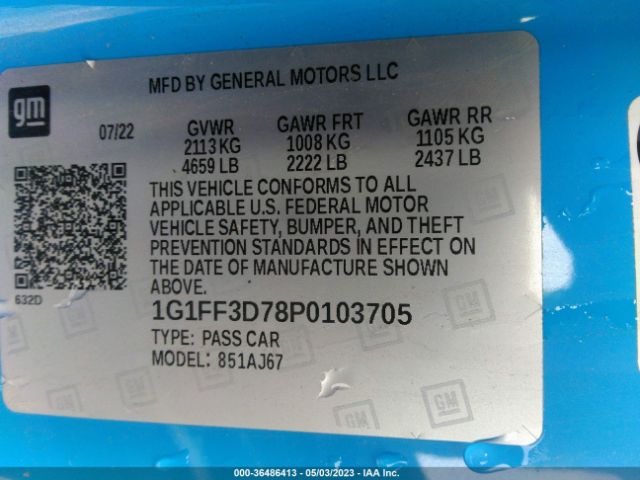 MFD BY GENERAL MOTORS LLC
gm
07/22 GVWR GAWR FRT GAWR RR
2113 KG 1008 KG 1105 KG
4659 LB 2222 LB 2437 LB
THIS VEHICLE CONFORMS TO ALL
APPLICABLE U.S. FEDERAL MOTOR
VEHICLE SAFETY, BUMPER, AND THEFT
PREVENTION STANDARDS IN EFFECT ON
THE DATE OF MANUFACTURE SHOWN
ABOVE.
632D
1G1FF3D78P0103705
TYPE: PASS CAR
MODEL: 851AJ67
000-36486413 - 05/03/2023 - IAA Inc.